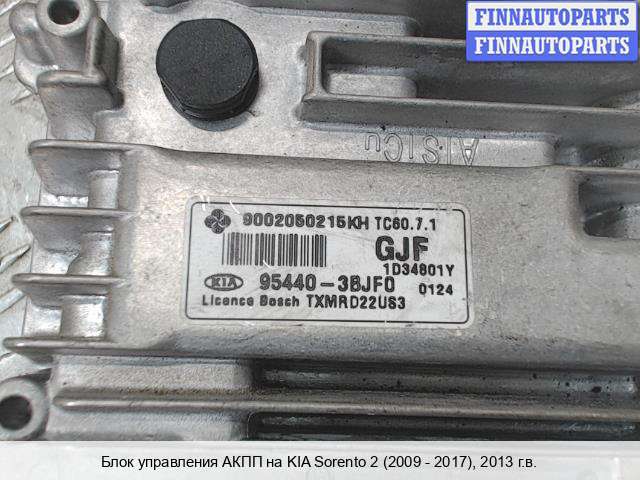 FINNAUTOPARTS
FINNAUTOPARTS
AlSiCu
9002050215KH TC60.7.1
GJF
1D34801Y
KIA 95440-3BJF0 0124
Licence Bosch TXMRD22US3
Блок управления АКПП на KIA Sorento 2 (2009 - 2017), 2013 г.в.